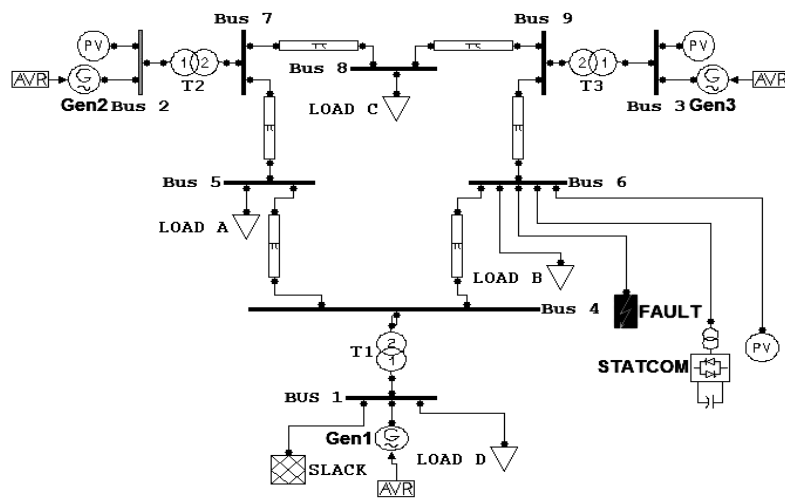 Bus 7
Bus 9
PV
1 2
π
π
2 1
PV
AVR
G
T2
Bus 8
T3
G
AVR
Gen2
Bus 2
LOAD C
Bus 3
Gen3
π
π
Bus 5
Bus 6
LOAD A
π
π
LOAD B
Bus 4
FAULT
T1
2
1
STATCOM
PV
BUS 1
Gen1
G
SLACK
LOAD D
AVR